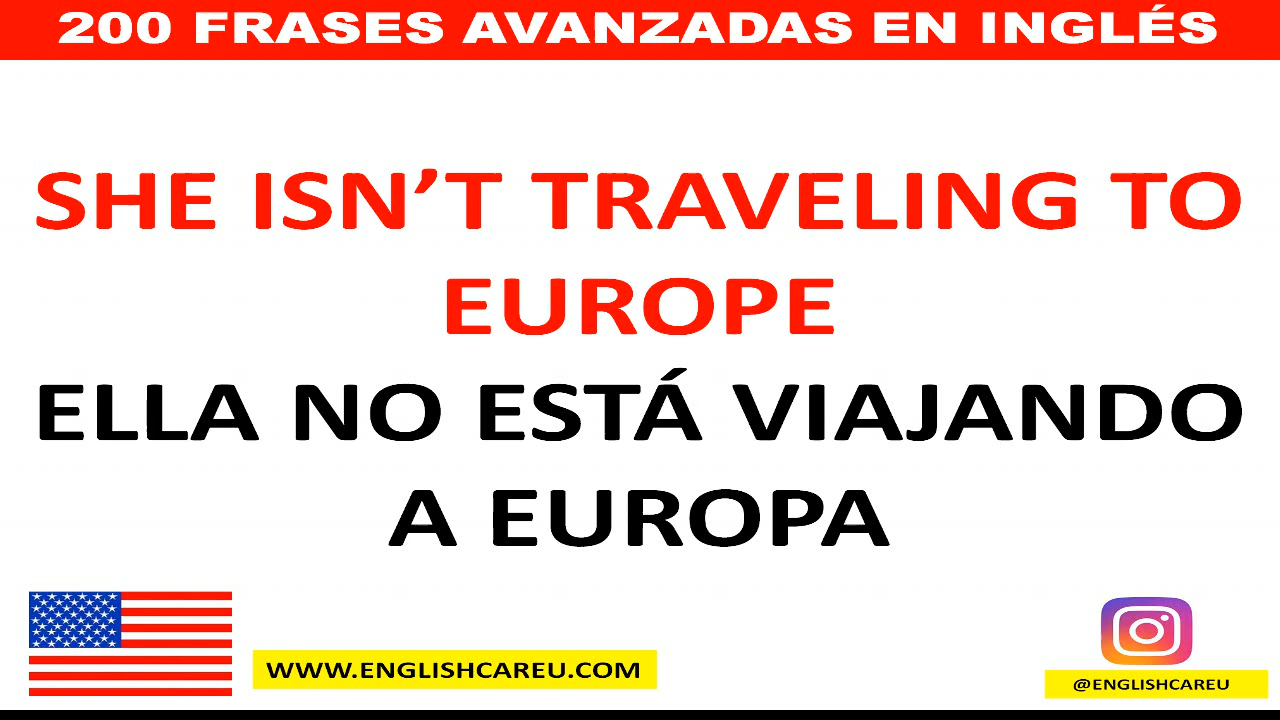 200 FRASES AVANZADAS EN INGLÉS
SHE ISN’T TRAVELING TO
EUROPE
ELLA NO ESTÁ VIAJANDO
A EUROPA
WWW.ENGLISHCAREU.COM
@ENGLISHCAREU